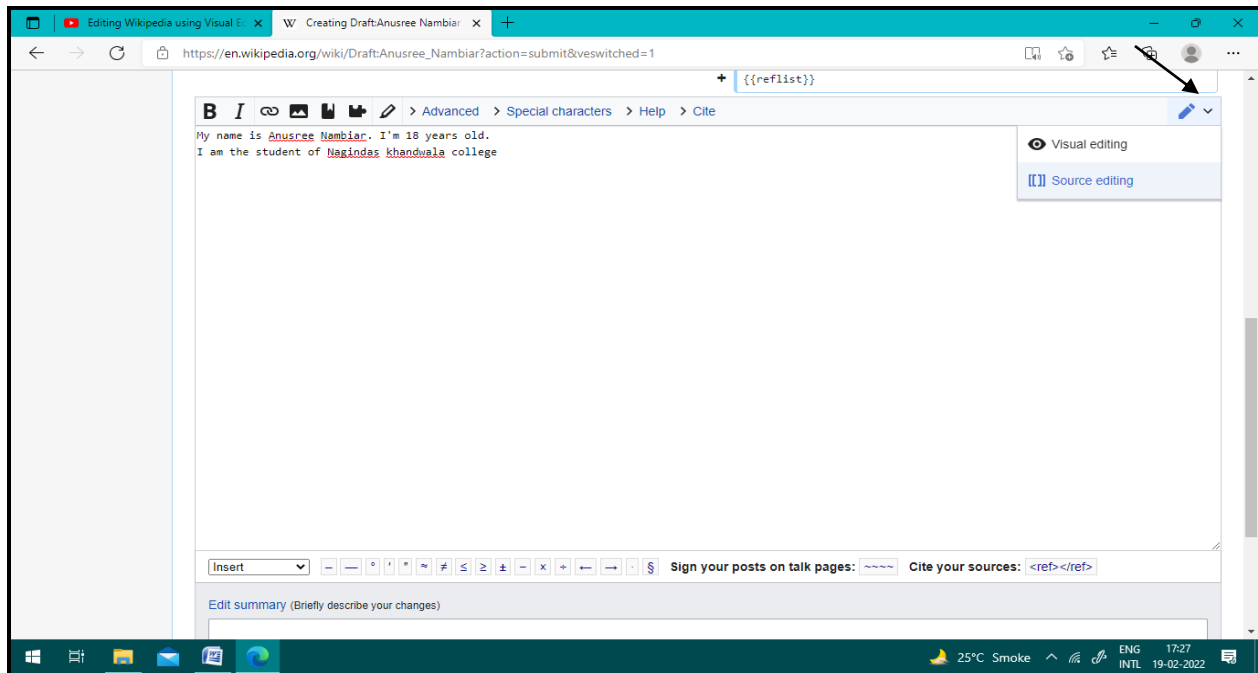 Editing Wikipedia using Visual Ed
W Creating Draft:Anusree Nambiar
https://en.wikipedia.org/wiki/Draft:Anusree_Nambiar?action=submit&veswitched=1
+ {{reflist}}
B I > Advanced > Special characters > Help > Cite
My name is Anusree Nambiar. I'm 18 years old.
I am the student of Nagindas khandwala college
Visual editing
[[]] Source editing
Insert – — ° ′ ″ ≈ ≠ ≤ ≥ ± − × ÷ ← → · § Sign your posts on talk pages: ~~~~ Cite your sources: <ref></ref>
Edit summary (Briefly describe your changes)
25°C Smoke ENG 17:27
INTL 19-02-2022